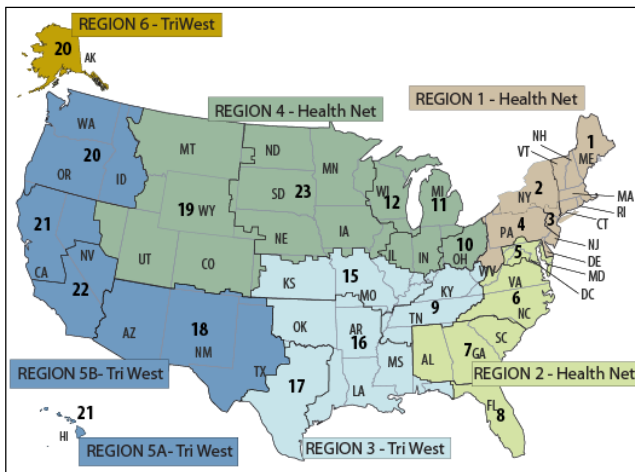 REGION 6 - TriWest
20
AK
REGION 4 - Health Net
REGION 1 - Health Net
WA
MT
ND
MN
NH
VT
1
ME
OR
20
ID
SD
23
WI
12
MI
11
NY
2
MA
RI
CT
19
WY
21
NE
IA
IL
IN
10
OH
PA
4
3
NJ
DE
MD
DC
5
WV
NV
CA
UT
CO
22
KS
15
MO
KY
VA
6
NC
9
TN
AZ
18
NM
OK
AR
16
SC
TX
MS
AL
7
GA
REGION 5B- Tri West
17
LA
REGION 2 - Health Net
FL
8
21
HI
REGION 5A- Tri West
REGION 3 - Tri West